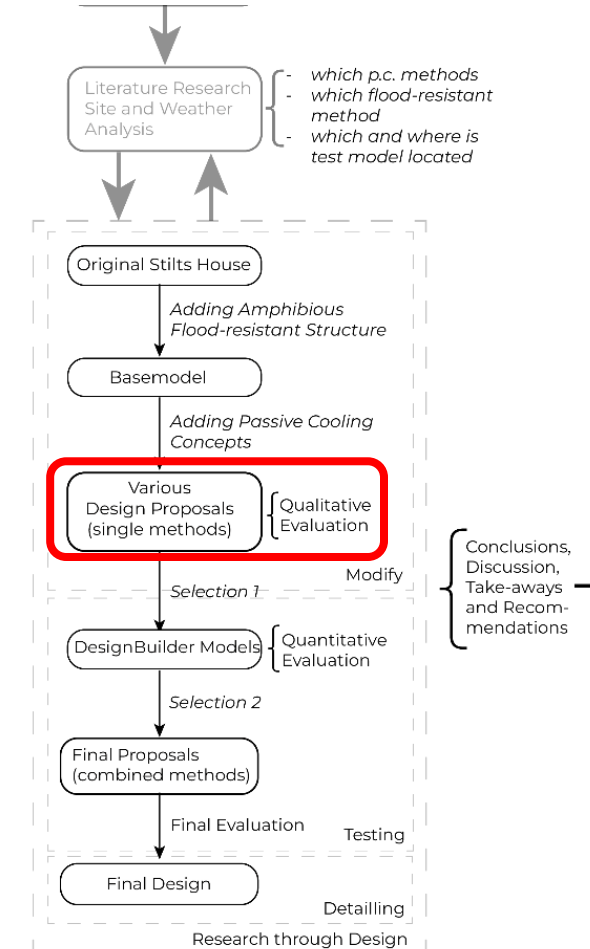 Literature Research
Site and Weather
Analysis
- which p.c. methods
- which flood-resistant
method
- which and where is
test model located
Original Stilts House
Adding Amphibious
Flood-resistant Structure
Basemodel
Adding Passive Cooling
Concepts
Various
Design Proposals
(single methods)
Qualitative
Evaluation
Modify
Selection 1
DesignBuilder Models
Quantitative
Evaluation
Selection 2
Final Proposals
(combined methods)
Final Evaluation
Testing
Final Design
Detailling
Research through Design
Conclusions,
Discussion,
Take-aways
and Recom-
mendations